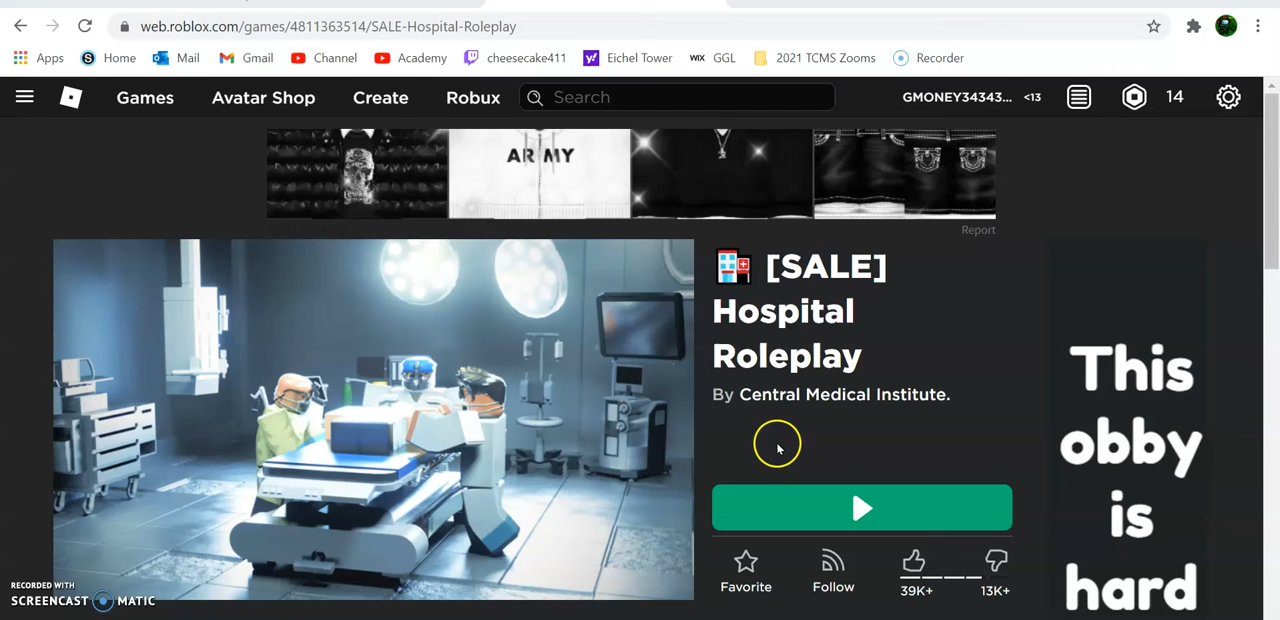 web.roblox.com/games/4811363514/SALE-Hospital-Roleplay
Apps Home Mail Gmail Channel Academy cheesecake411 Eichel Tower WIX GGL 2021 TCMS Zooms Recorder
Games Avatar Shop Create Robux Search GMONEY34343... <13 14
ARMY
Report
[SALE]
Hospital
Roleplay
By Central Medical Institute.
This
obby
is
hard
Favorite Follow 39K+ 13K+
RECORDED WITH
SCREENCAST MATIC